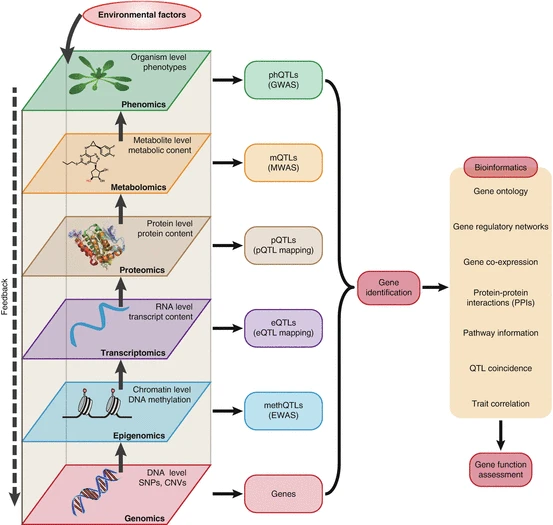 Environmental factors
Organism level
phenotypes
Phenomics
phQTLs
(GWAS)
Metabolite level
metabolic conent
Metabolomics
mQTLs
(MWAS)
Protein level
protein content
Proteomics
pQTLs
(pQTL mapping)
RNA level
transcript content
Transcriptomics
eQTLs
(eQTL mapping)
Chromatin level
DNA methylation
Epigenomics
methQTLs
(EWAS)
DNA level
SNPs, CNVs
Genomics
Genes
Feedback
Gene
identification
Bioinformatics
Gene ontology
Gene regulatory networks
Gene co-expression
Protein-protein
interactions (PPIs)
Pathway information
QTL coincidence
Trait correlation
Gene function
assessment